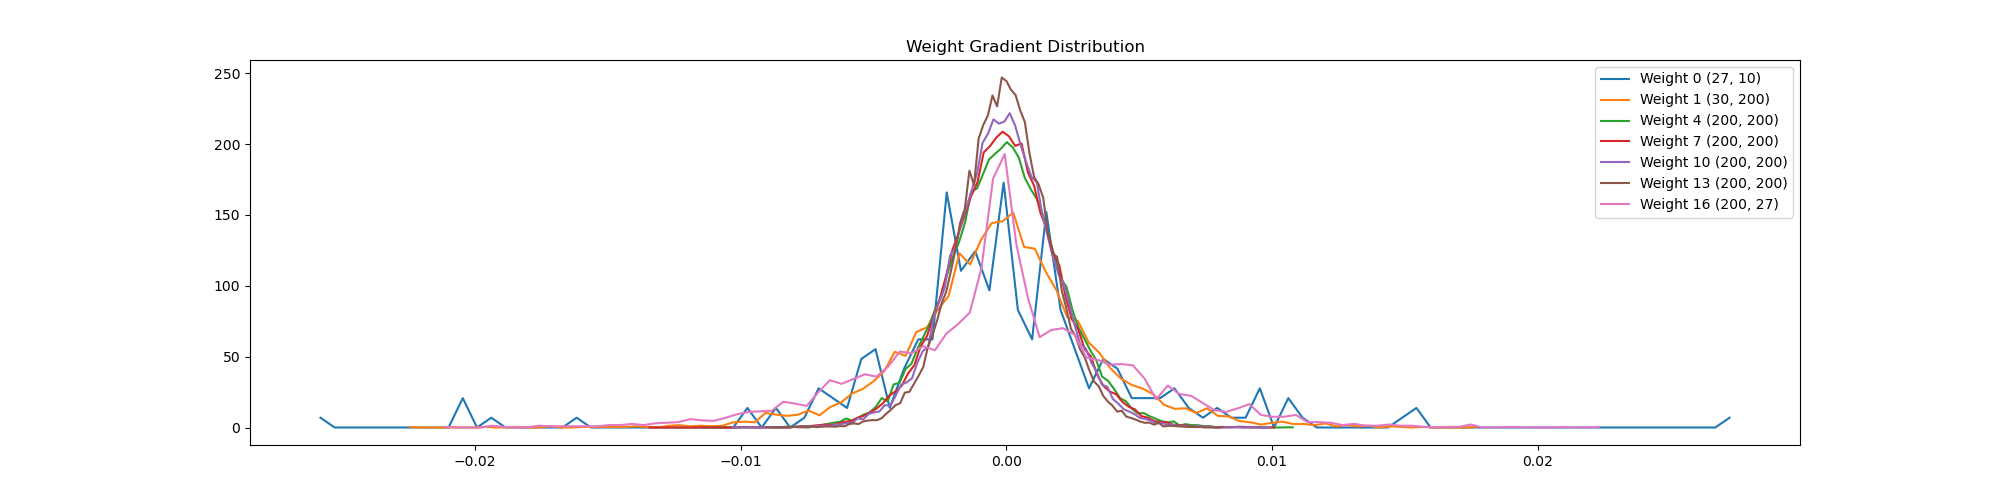 Weight Gradient Distribution
250
200
150
100
50
0
−0.02
−0.01
0.00
0.01
0.02
Weight 0 (27, 10)
Weight 1 (30, 200)
Weight 4 (200, 200)
Weight 7 (200, 200)
Weight 10 (200, 200)
Weight 13 (200, 200)
Weight 16 (200, 27)